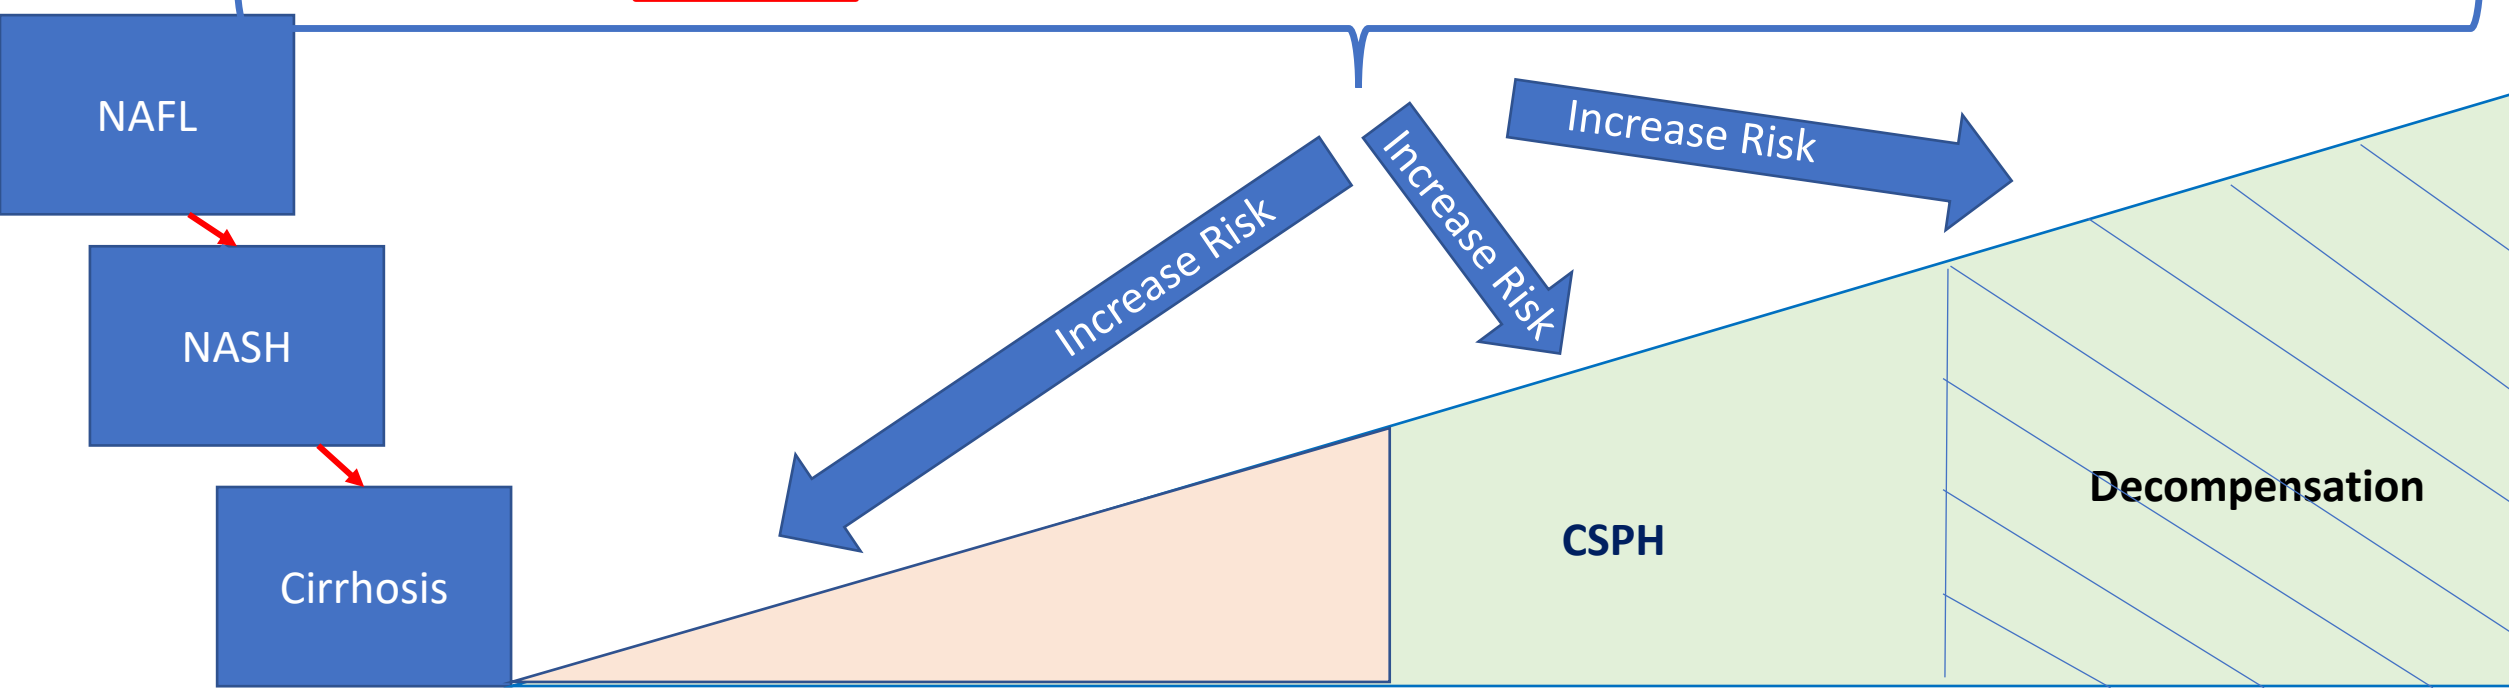 NAFL
Increase Risk
Increase Risk
Increase Risk
NASH
Decompensation
CSPH
Cirrhosis